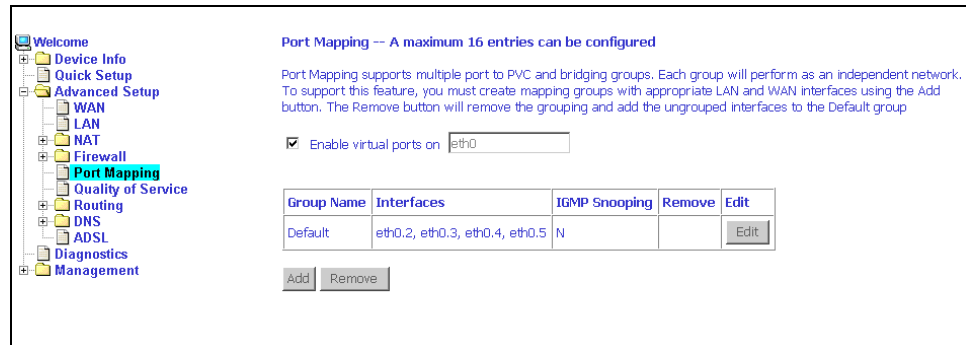 Welcome
Device Info
Quick Setup
Advanced Setup
WAN
LAN
NAT
Firewall
Port Mapping
Quality of Service
Routing
DNS
ADSL
Diagnostics
Management
Port Mapping -- A maximum 16 entries can be configured
Port Mapping supports multiple port to PVC and bridging groups. Each group will perform as an independent network.
To support this feature, you must create mapping groups with appropriate LAN and WAN interfaces using the Add
button. The Remove button will remove the grouping and add the ungrouped interfaces to the Default group
Enable virtual ports on eth0
Group Name Interfaces IGMP Snooping Remove Edit
Default eth0.2, eth0.3, eth0.4, eth0.5 N Edit
Add Remove